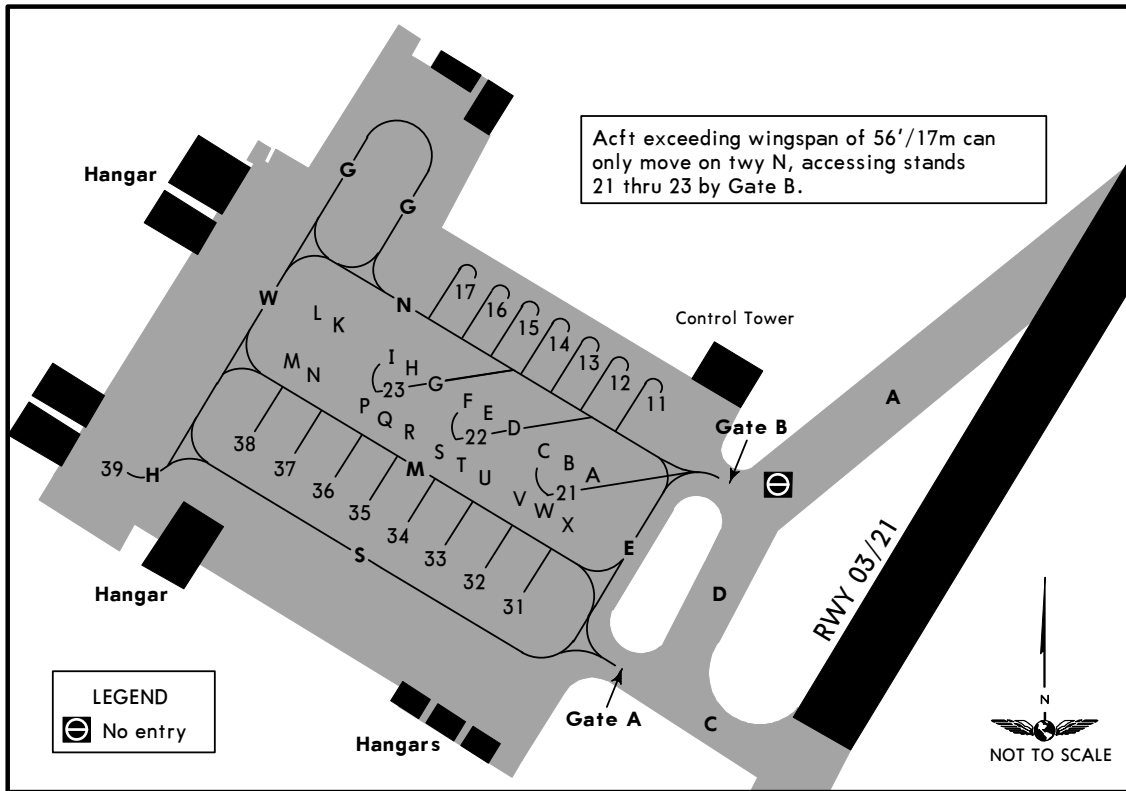 Acft exceeding wingspan of 56'/17m can
only move on twy N, accessing stands
21 thru 23 by Gate B.
Hangar
G
G
W
N
17
16
15
14
13
12
11
Control Tower
L K
I H
23 G
M N
F E
22 D
P Q R
C B A
21
S T U
V W X
A
Gate B
38
37
36
35
M
34
33
32
31
39 H
S
E
D
RWY 03/21
Hangar
Gate A
C
Hangars
LEGEND
No entry
N
NOT TO SCALE